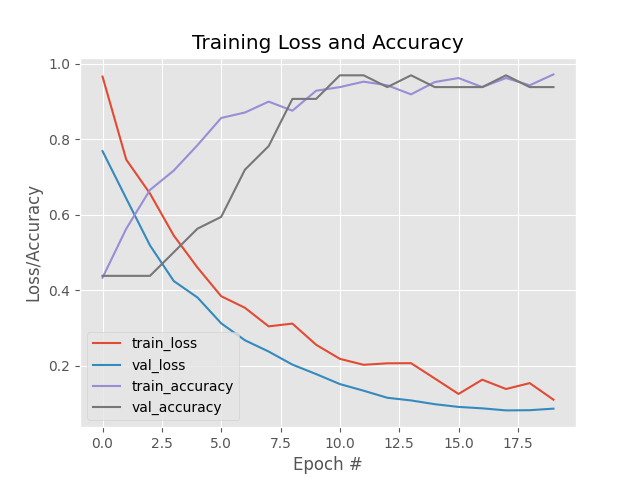 Training Loss and Accuracy
Loss/Accuracy
1.0
0.8
0.6
0.4
0.2
train_loss
val_loss
train_accuracy
val_accuracy
0.0 2.5 5.0 7.5 10.0 12.5 15.0 17.5
Epoch #